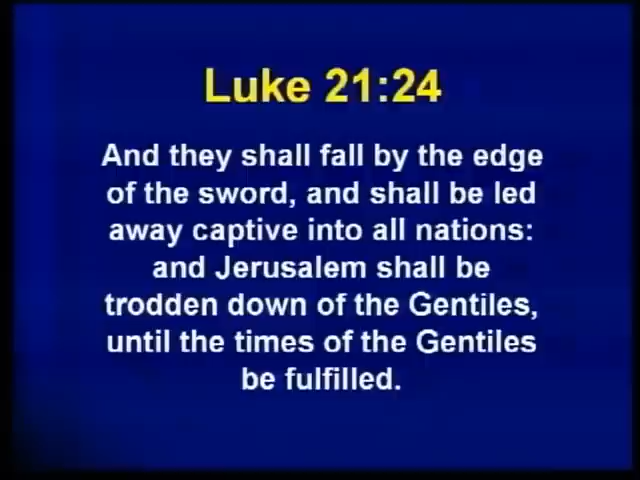 Luke 21:24
And they shall fall by the edge
of the sword, and shall be led
away captive into all nations:
and Jerusalem shall be
trodden down of the Gentiles,
until the times of the Gentiles
be fulfilled.